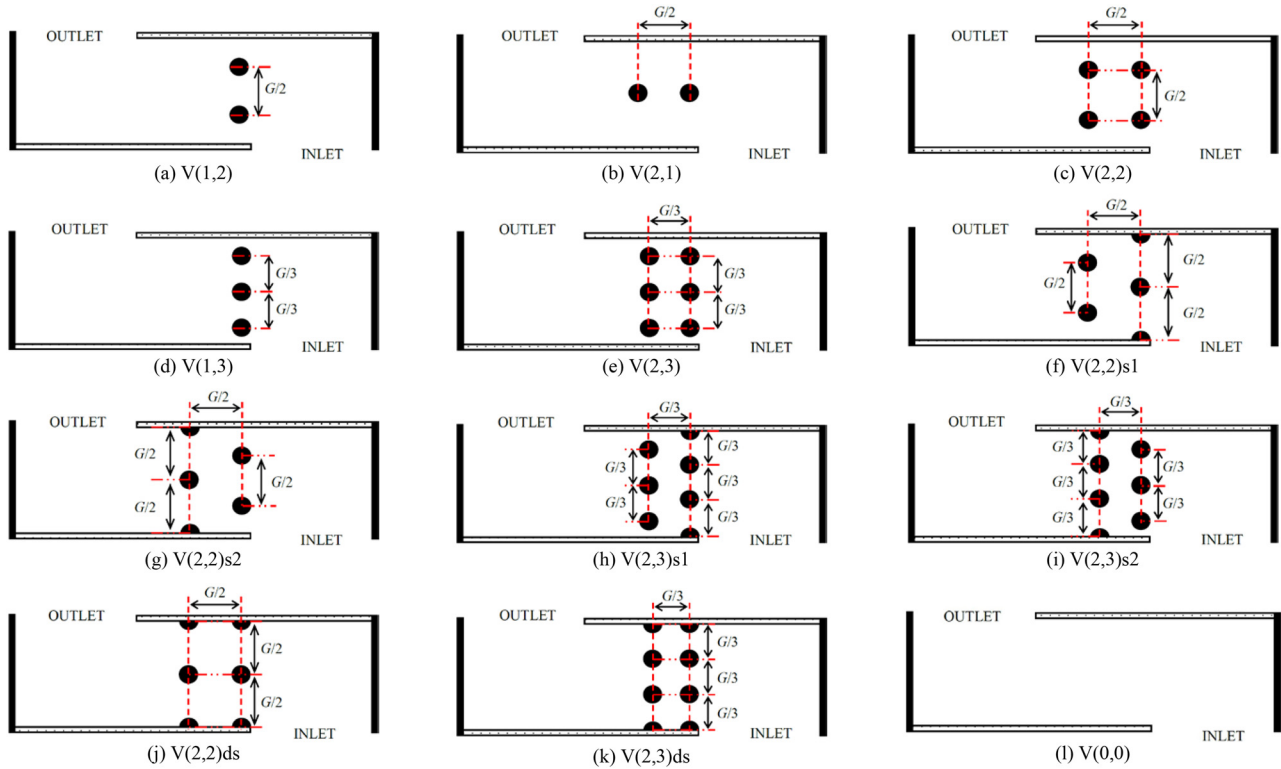 OUTLET
G/2
INLET
(a) V(1,2)
G/2
OUTLET
INLET
(b) V(2,1)
G/2
OUTLET
G/2
INLET
(c) V(2,2)
OUTLET
G/3
G/3
INLET
(d) V(1,3)
G/3
OUTLET
G/3
G/3
INLET
(e) V(2,3)
G/2
OUTLET
G/2
G/2
G/2
INLET
(f) V(2,2)s1
G/2
OUTLET
G/2
G/2
G/2
INLET
(g) V(2,2)s2
G/3
OUTLET
G/3
G/3
G/3
G/3
G/3
INLET
(h) V(2,3)s1
G/3
OUTLET
G/3
G/3
G/3
G/3
G/3
INLET
(i) V(2,3)s2
G/2
OUTLET
G/2
G/2
INLET
(j) V(2,2)ds
G/3
OUTLET
G/3
G/3
G/3
INLET
(k) V(2,3)ds
OUTLET
INLET
(l) V(0,0)